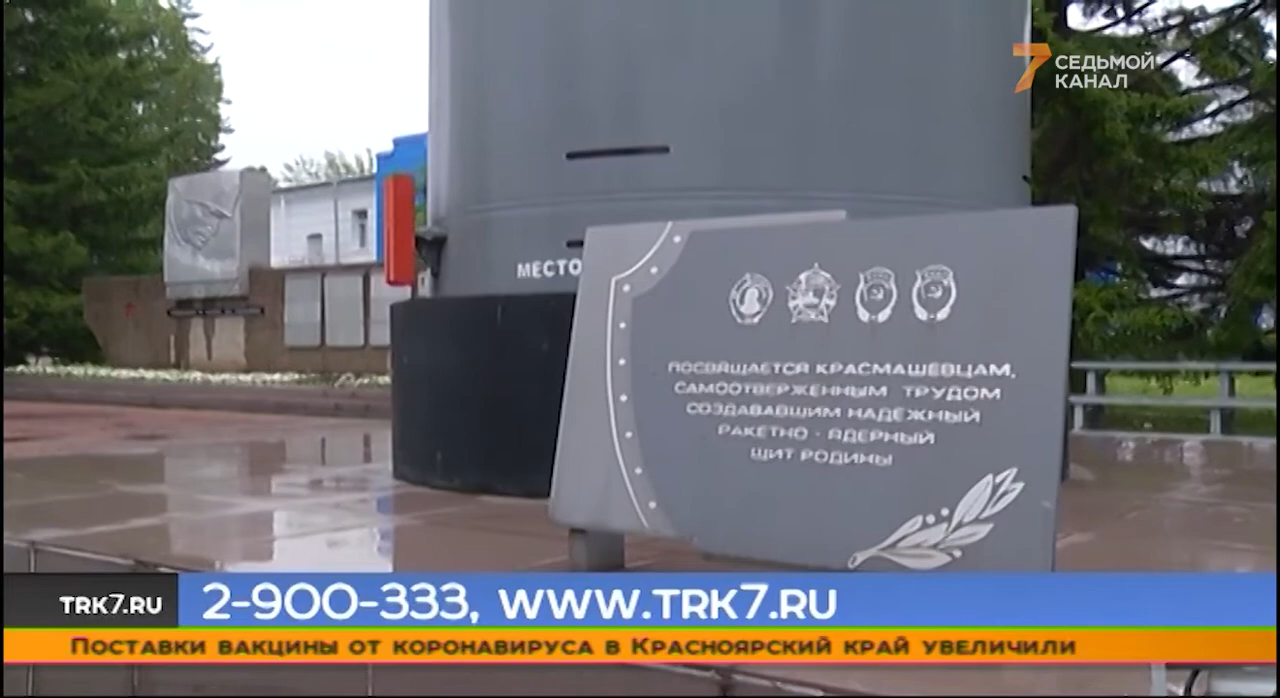 7 СЕДЬМОЙ
КАНАЛ
МЕСТО
ПОСВЯЩАЕТСЯ КРАСМАШЕВЦАМ,
САМООТВЕРЖЕННЫМ ТРУДОМ
СОЗДАВАВШИМ НАДЕЖНЫЙ
РАКЕТНО - ЯДЕРНЫЙ
ЩИТ РОДИНЫ
TRK7.RU
2-900-333, WWW.TRK7.RU
Поставки вакцины от коронавируса в Красноярский край увеличили